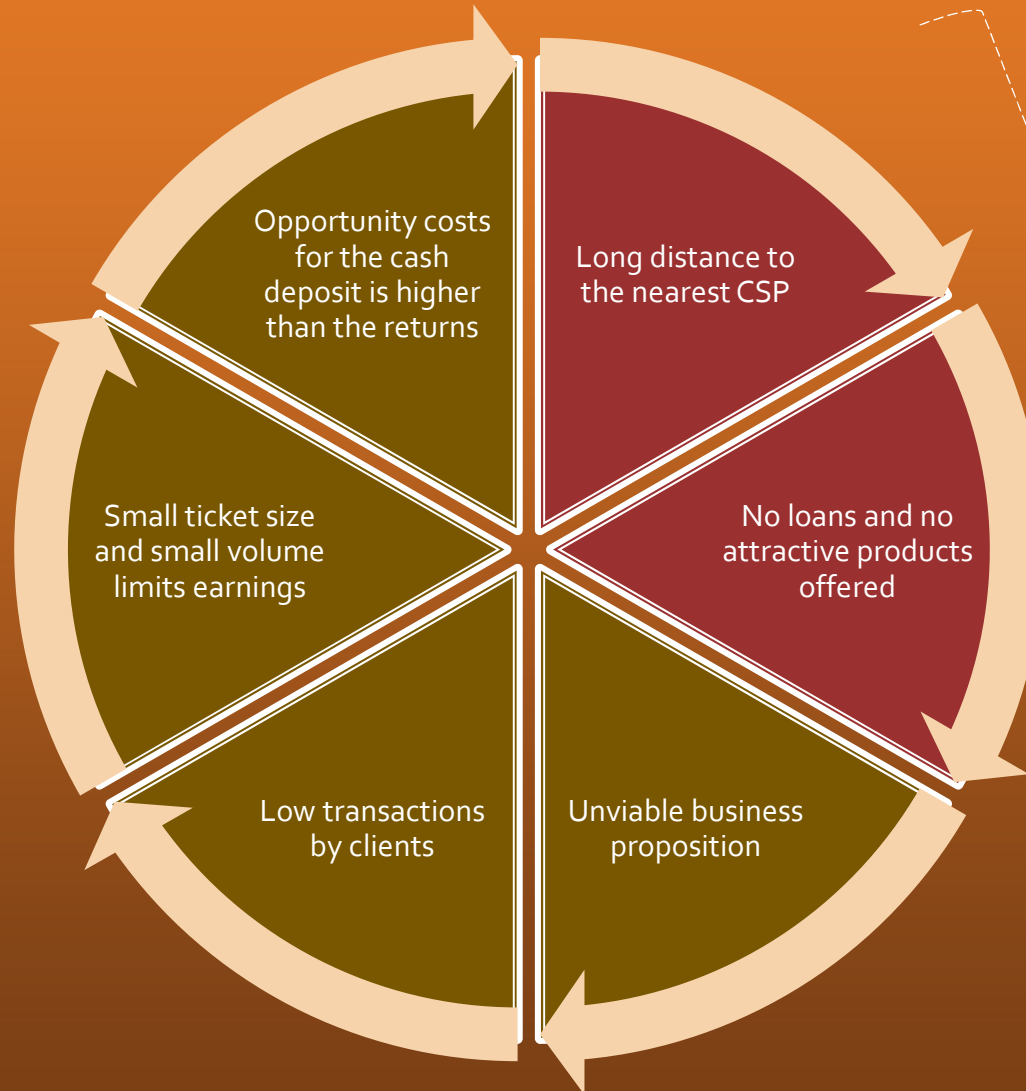 Opportunity costs
for the cash
deposit is higher
than the returns
Long distance to
the nearest CSP
Small ticket size
and small volume
limits earnings
No loans and no
attractive products
offered
Low transactions
by clients
Unviable business
proposition